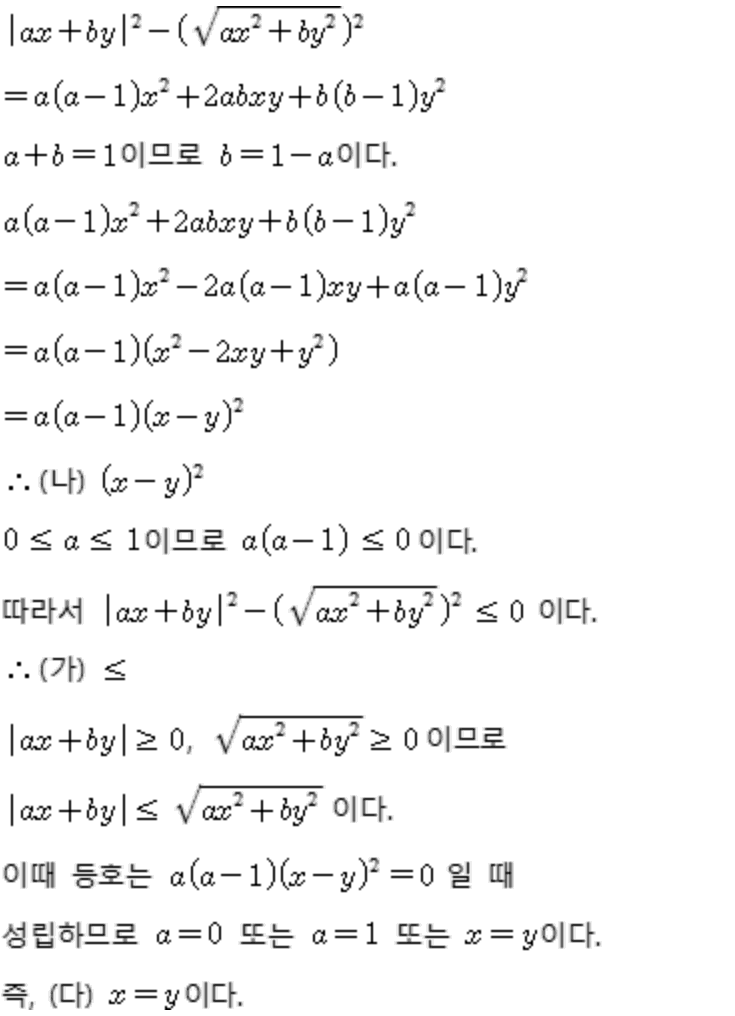 |ax+by|²-(√(ax²+by²))²
=a(a-1)x²+2abxy+b(b-1)y²
a+b=1이므로 b=1-a이다.
a(a-1)x²+2abxy+b(b-1)y²
=a(a-1)x²-2a(a-1)xy+a(a-1)y²
=a(a-1)(x²-2xy+y²)
=a(a-1)(x-y)²
∴ (나) (x-y)²
0 ≤ a ≤ 1이므로 a(a-1) ≤ 0 이다.
따라서 |ax+by|²-(√(ax²+by²))² ≤ 0 이다.
∴ (가) ≤
|ax+by| ≥ 0, √(ax²+by²) ≥ 0 이므로
|ax+by| ≤ √(ax²+by²) 이다.
이때 등호는 a(a-1)(x-y)²=0 일 때
성립하므로 a=0 또는 a=1 또는 x=y이다.
즉, (다) x=y이다.